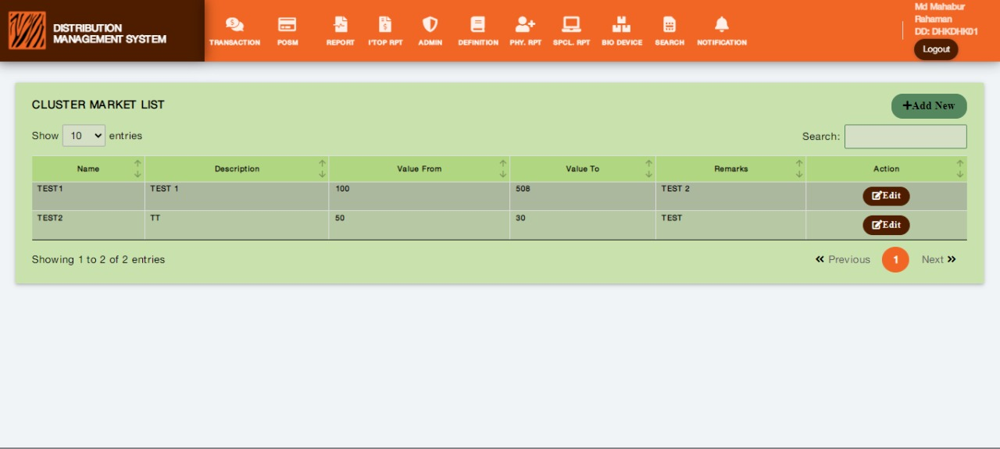 DISTRIBUTION
MANAGEMENT SYSTEM
TRANSACTION POSM REPORT I'TOP RPT ADMIN DEFINITION PHY. RPT SPCL. RPT BIO DEVICE SEARCH NOTIFICATION
Md Mahabur
Rahaman
DD: DHKDHK01
Logout
CLUSTER MARKET LIST
Add New
Show 10 entries
Search:
Name Description Value From Value To Remarks Action
TEST1 TEST 1 100 508 TEST 2 Edit
TEST2 TT 50 30 TEST Edit
Showing 1 to 2 of 2 entries
Previous 1 Next